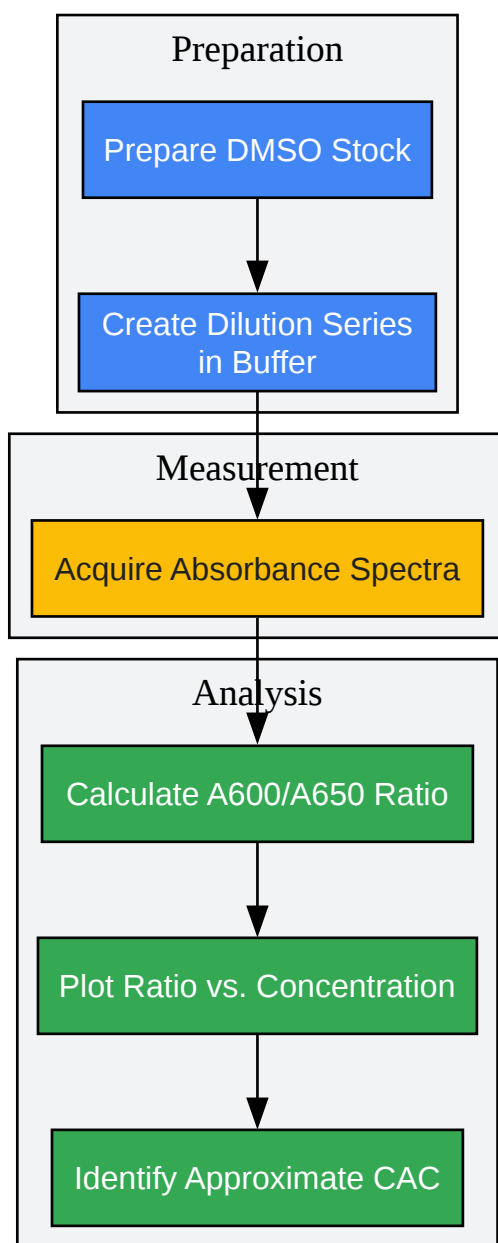 Preparation
Prepare DMSO Stock
Create Dilution Series
in Buffer
Measurement
Acquire Absorbance Spectra
Analysis
Calculate A600/A650 Ratio
Plot Ratio vs. Concentration
Identify Approximate CAC